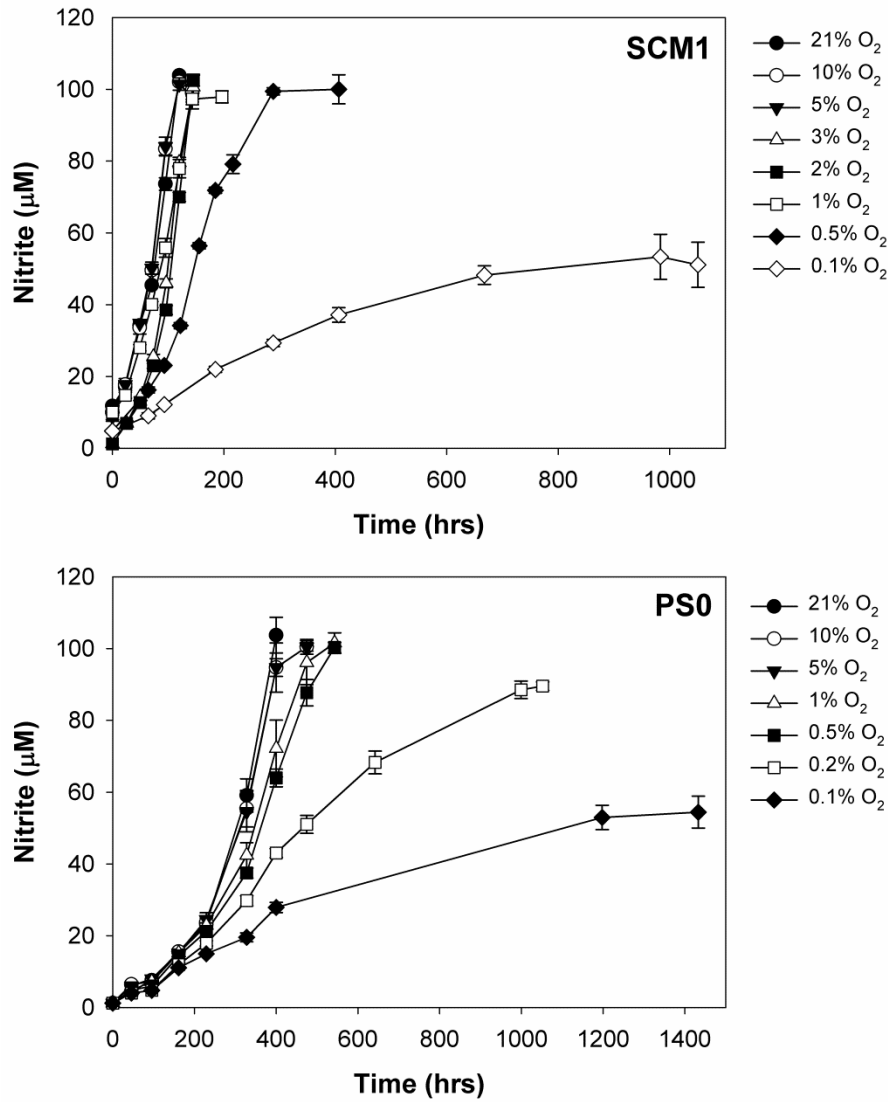 SCM1
120
100
80
60
40
20
0
Nitrite (μM)
0 200 400 600 800 1000
Time (hrs)
21% O₂
10% O₂
5% O₂
3% O₂
2% O₂
1% O₂
0.5% O₂
0.1% O₂
PS0
120
100
80
60
40
20
0
Nitrite (μM)
0 200 400 600 800 1000 1200 1400
Time (hrs)
21% O₂
10% O₂
5% O₂
1% O₂
0.5% O₂
0.2% O₂
0.1% O₂